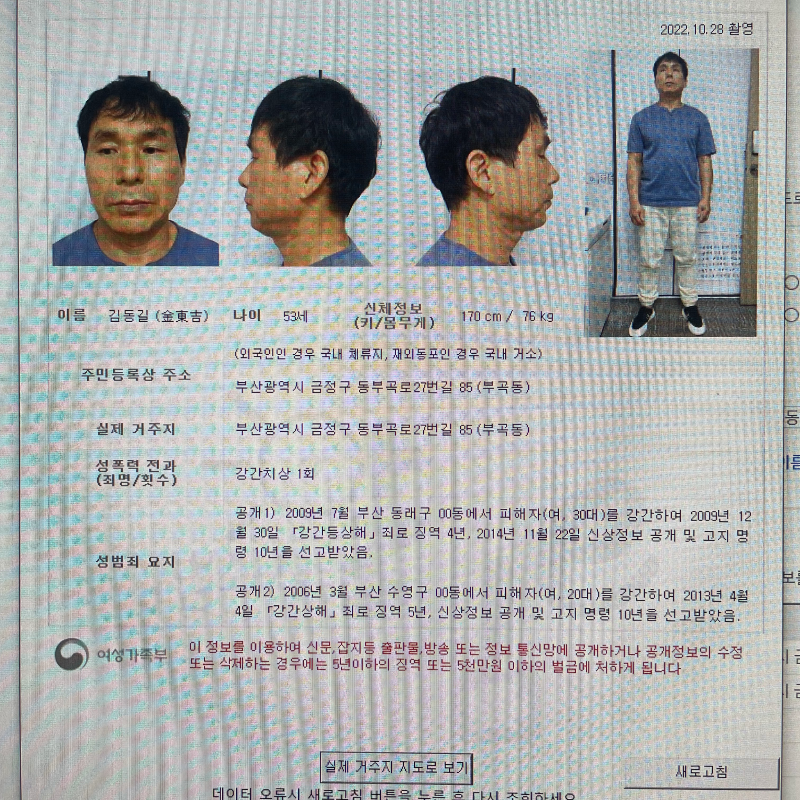 2022.10.28 촬영
이름 김동길 (金東吉) 나이 53세 신체정보 (키/몸무게) 170 cm / 76 kg
(외국인인 경우 국내 체류지, 재외동포인 경우 국내 거소)
주민등록상 주소 부산광역시 금정구 동부곡로27번길 85 (부곡동)
실제 거주지 부산광역시 금정구 동부곡로27번길 85 (부곡동)
성폭력 전과
(죄명/횟수) 강간치상 1회
성범죄 요지
공개1) 2009년 7월 부산 동래구 00동에서 피해자(여, 30대)를 강간하여 2009년 12
월 30일 「강간등상해」죄로 징역 4년, 2014년 11월 22일 신상정보 공개 및 고지 명
령 10년을 선고받았음.
공개2) 2006년 3월 부산 수영구 00동에서 피해자(여, 20대)를 강간하여 2013년 4월
4일 「강간상해」죄로 징역 5년, 신상정보 공개 및 고지 명령 10년을 선고받았음.
여성가족부
이 정보를 이용하여 신문,잡지등 출판물,방송 또는 정보 통신망에 공개하거나 공개정보의 수정
또는 삭제하는 경우에는 5년이하의 징역 또는 5천만원 이하의 벌금에 처하게 됩니다
실제 거주지 지도로 보기
새로고침
데이터 오류시 새로고침 버튼을 누른 후 다시 조회하세요